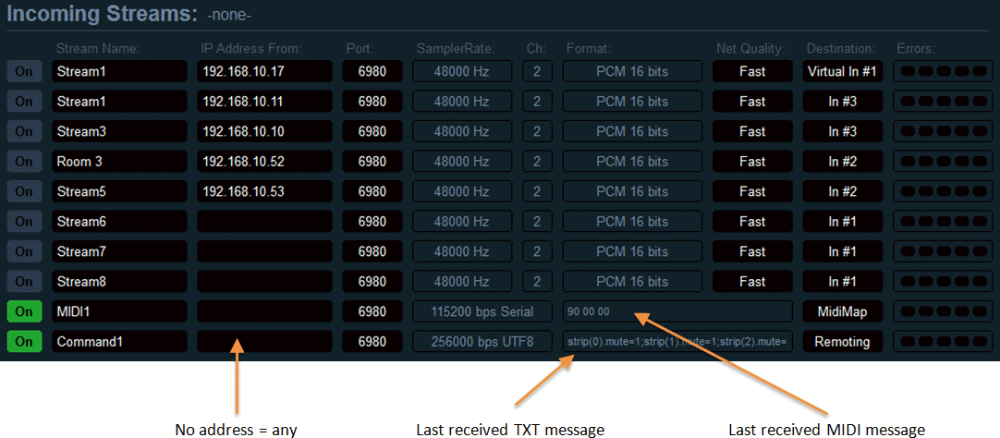 Incoming Streams: -none-
Stream Name: IP Address From: Port: SamplerRate: Ch: Format: Net Quality: Destination: Errors:
On Stream1 192.168.10.17 6980 48000 Hz 2 PCM 16 bits Fast Virtual In #1
On Stream1 192.168.10.11 6980 48000 Hz 2 PCM 16 bits Fast In #3
On Stream3 192.168.10.10 6980 48000 Hz 2 PCM 16 bits Fast In #3
On Room 3 192.168.10.52 6980 48000 Hz 2 PCM 16 bits Fast In #2
On Stream5 192.168.10.53 6980 48000 Hz 2 PCM 16 bits Fast In #2
On Stream6 6980 48000 Hz 2 PCM 16 bits Fast In #1
On Stream7 6980 48000 Hz 2 PCM 16 bits Fast In #1
On Stream8 6980 48000 Hz 2 PCM 16 bits Fast In #1
On MIDI1 6980 115200 bps Serial 90 00 00 MidiMap
On Command1 6980 256000 bps UTF8 strip(0).mute=1;strip(1).mute=1;strip(2).mute= Remoting
No address = any Last received TXT message Last received MIDI message